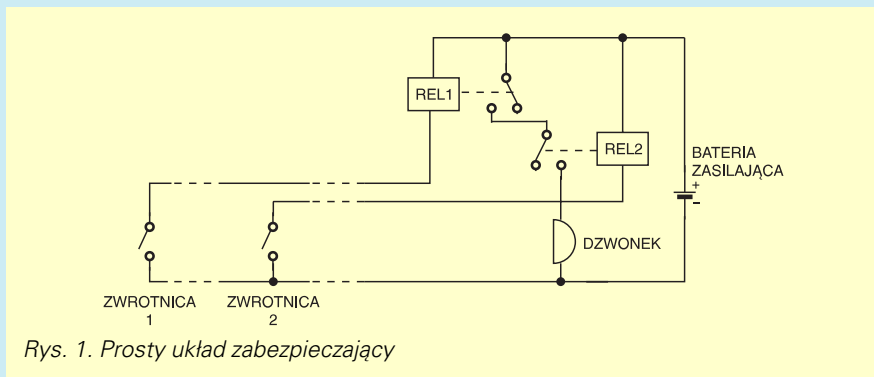 REL1
REL2
BATERIA
ZASILAJĄCA
+
-
DZWONEK
ZWROTNICA
1
ZWROTNICA
2
Rys. 1. Prosty układ zabezpieczający